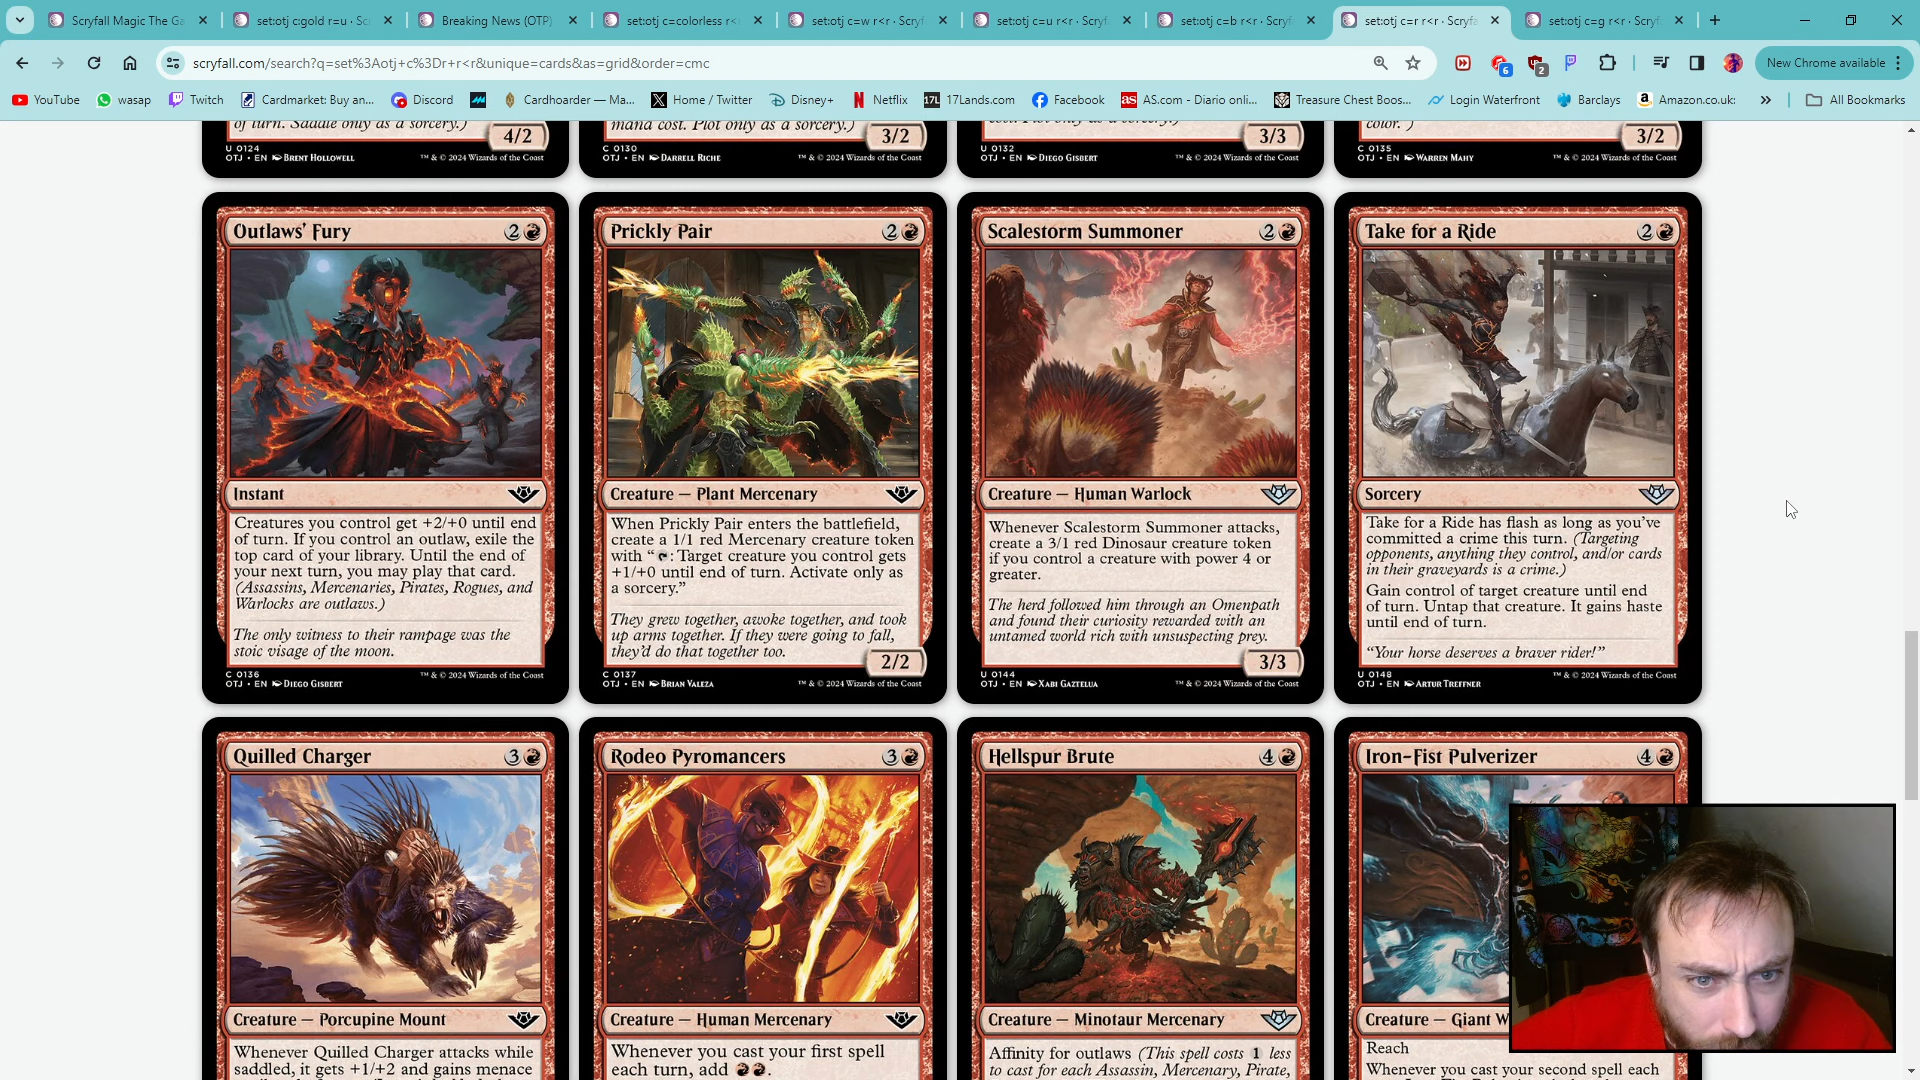 Scryfall Magic The Ga
set:otj c:gold r=u · Sc
Breaking News (OTP)
set:otj c=colorless r<
set:otj c=w r<r · Scryf
set:otj c=u r<r · Scryf
set:otj c=b r<r · Scryf
set:otj c=r r<r · Scryfa
set:otj c=g r<r · Scryf
scryfall.com/search?q=set%3Aotj+c%3Dr+r<r&unique=cards&as=grid&order=cmc
6
2
New Chrome available
YouTube
wasap
Twitch
Cardmarket: Buy an...
Discord
Cardhoarder — Ma...
Home / Twitter
Disney+
Netflix
17L 17Lands.com
Facebook
as AS.com - Diario onli...
Treasure Chest Boos...
Login Waterfront
Barclays
Amazon.co.uk:
All Bookmarks
of turn. Saddle only as a sorcery.)
4/2
U 0124
OTJ • EN Brent Hollowell
™ & © 2024 Wizards of the Coast
mana cost. Plot only as a sorcery.)
3/2
C 0130
OTJ • EN Darrell Riche
™ & © 2024 Wizards of the Coast
cost. Plot only as a sorcery.)
3/3
U 0132
OTJ • EN Diego Gisbert
™ & © 2024 Wizards of the Coast
color.)
3/2
C 0135
OTJ • EN Warren Mahy
™ & © 2024 Wizards of the Coast
Outlaws' Fury 2
Instant
Creatures you control get +2/+0 until end
of turn. If you control an outlaw, exile the
top card of your library. Until the end of
your next turn, you may play that card.
(Assassins, Mercenaries, Pirates, Rogues, and
Warlocks are outlaws.)
The only witness to their rampage was the
stoic visage of the moon.
C 0136
OTJ • EN Diego Gisbert
™ & © 2024 Wizards of the Coast
Prickly Pair 2
Creature — Plant Mercenary
When Prickly Pair enters the battlefield,
create a 1/1 red Mercenary creature token
with “ : Target creature you control gets
+1/+0 until end of turn. Activate only as
a sorcery.”
They grew together, awoke together, and took
up arms together. If they were going to fall,
they'd do that together too.
2/2
C 0137
OTJ • EN Brian Valeza
™ & © 2024 Wizards of the Coast
Scalestorm Summoner 2
Creature — Human Warlock
Whenever Scalestorm Summoner attacks,
create a 3/1 red Dinosaur creature token
if you control a creature with power 4 or
greater.
The herd followed him through an Omenpath
and found their curiosity rewarded with an
untamed world rich with unsuspecting prey.
3/3
U 0144
OTJ • EN Xabi Gaztelua
™ & © 2024 Wizards of the Coast
Take for a Ride 2
Sorcery
Take for a Ride has flash as long as you've
committed a crime this turn. (Targeting
opponents, anything they control, and/or cards
in their graveyards is a crime.)
Gain control of target creature until end
of turn. Untap that creature. It gains haste
until end of turn.
“Your horse deserves a braver rider!”
U 0148
OTJ • EN Artur Treffner
™ & © 2024 Wizards of the Coast
Quilled Charger 3
Creature — Porcupine Mount
Whenever Quilled Charger attacks while
saddled, it gets +1/+2 and gains menace
Rodeo Pyromancers 3
Creature — Human Mercenary
Whenever you cast your first spell
each turn, add
Hellspur Brute 4
Creature — Minotaur Mercenary
Affinity for outlaws (This spell costs 1 less
to cast for each Assassin, Mercenary, Pirate,
Iron-Fist Pulverizer 4
Creature — Giant W
Reach
Whenever you cast your second spell each